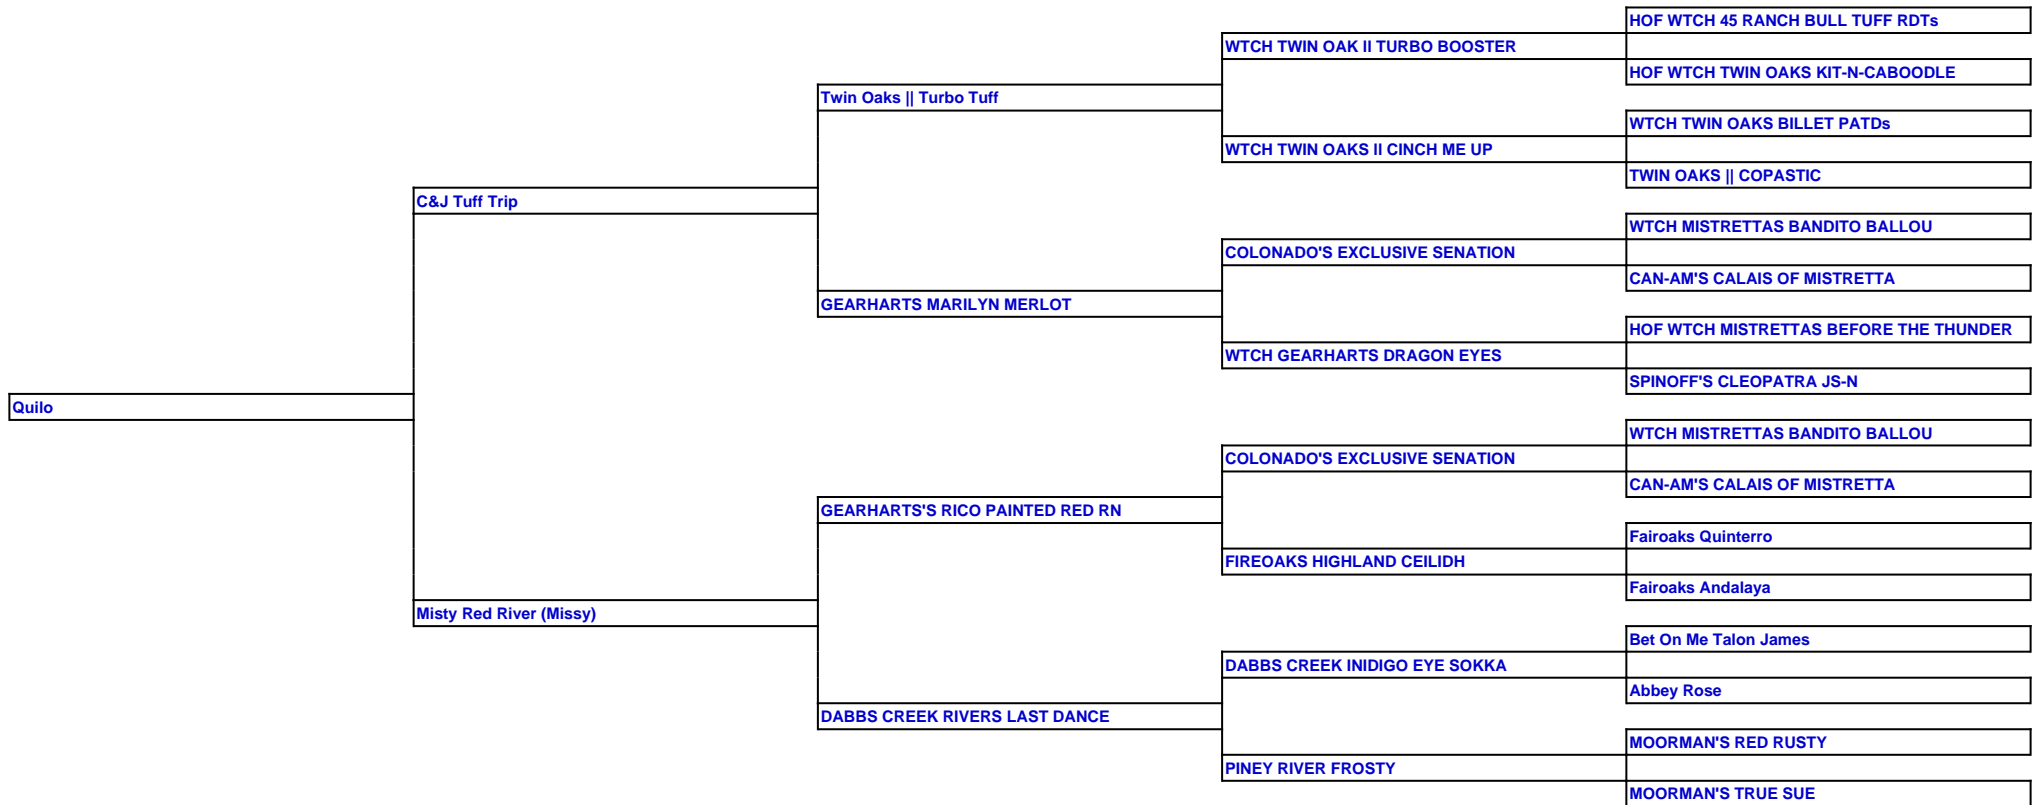 HOF WTCH 45 RANCH BULL TUFF RDTs
WTCH TWIN OAK II TURBO BOOSTER
HOF WTCH TWIN OAKS KIT-N-CABOODLE
Twin Oaks || Turbo Tuff
WTCH TWIN OAKS BILLET PATDs
WTCH TWIN OAKS II CINCH ME UP
TWIN OAKS || COPASTIC
C&J Tuff Trip
WTCH MISTRETTAS BANDITO BALLOU
COLONADO'S EXCLUSIVE SENATION
CAN-AM'S CALAIS OF MISTRETTA
GEARHARTS MARILYN MERLOT
HOF WTCH MISTRETTAS BEFORE THE THUNDER
WTCH GEARHARTS DRAGON EYES
SPINOFF'S CLEOPATRA JS-N
Quilo
WTCH MISTRETTAS BANDITO BALLOU
COLONADO'S EXCLUSIVE SENATION
CAN-AM'S CALAIS OF MISTRETTA
GEARHARTS'S RICO PAINTED RED RN
Fairoaks Quinterro
FIREOAKS HIGHLAND CEILIDH
Fairoaks Andalaya
Misty Red River (Missy)
Bet On Me Talon James
DABBS CREEK INIDIGO EYE SOKKA
Abbey Rose
DABBS CREEK RIVERS LAST DANCE
MOORMAN'S RED RUSTY
PINEY RIVER FROSTY
MOORMAN'S TRUE SUE